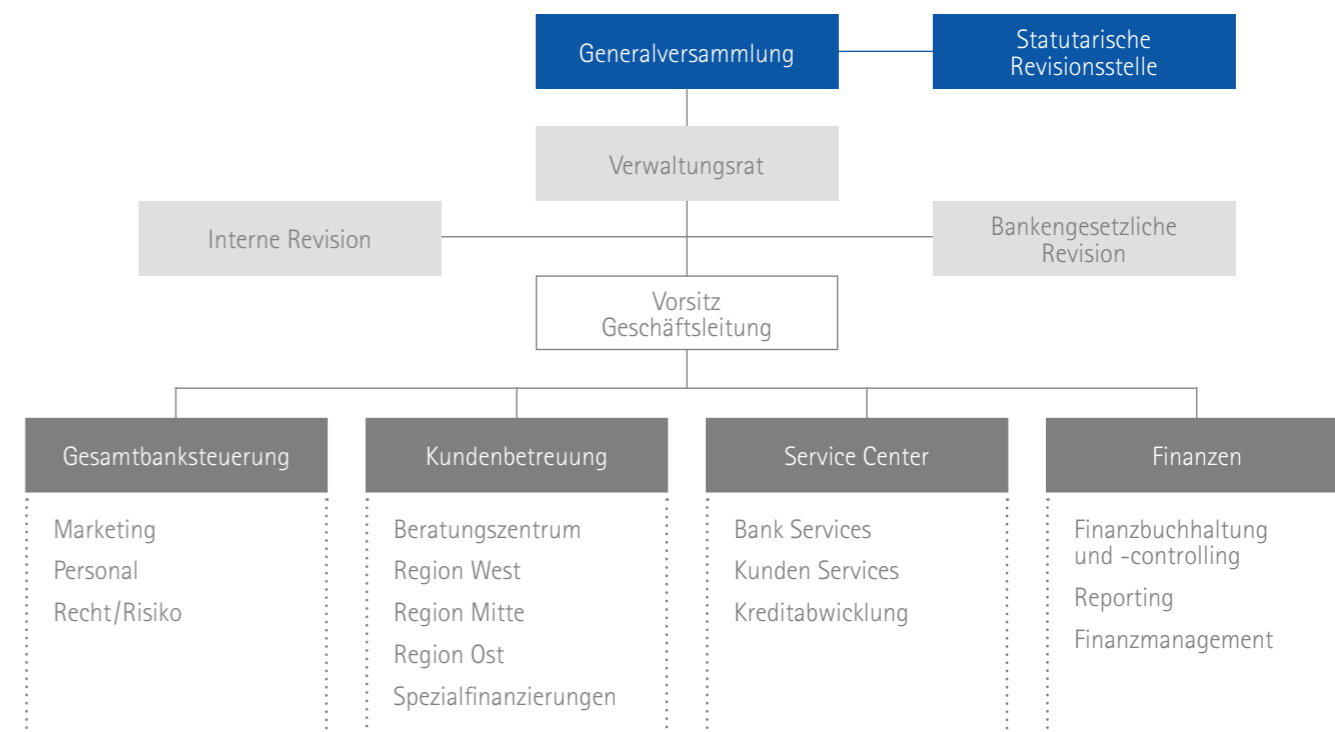 Generalversammlung
Statutarische
Revisionsstelle
Verwaltungsrat
Interne Revision
Bankengesetzliche
Revision
Vorsitz
Geschäftsleitung
Gesamtbanksteuerung
Marketing
Personal
Recht/Risiko
Kundenbetreuung
Beratungszentrum
Region West
Region Mitte
Region Ost
Spezialfinanzierungen
Service Center
Bank Services
Kunden Services
Kreditabwicklung
Finanzen
Finanzbuchhaltung
und -controlling
Reporting
Finanzmanagement